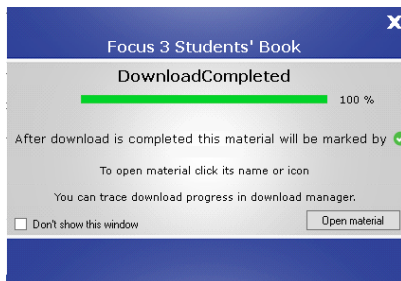 X
Focus 3 Students' Book
DownloadCompleted
100 %
After download is completed this material will be marked by
To open material click its name or icon
You can trace download progress in download manager.
Don't show this window
Open material